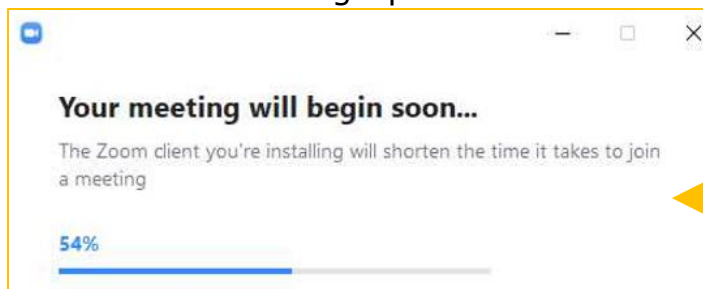 Your meeting will begin soon...
The Zoom client you're installing will shorten the time it takes to join
a meeting
54%